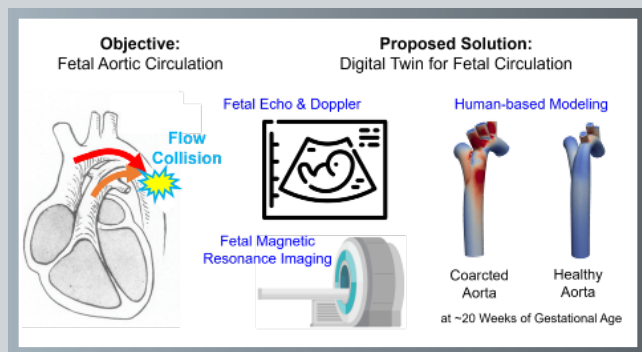 Objective:
Fetal Aortic Circulation
Flow
Collision
Proposed Solution:
Digital Twin for Fetal Circulation
Fetal Echo & Doppler
Fetal Magnetic
Resonance Imaging
Human-based Modeling
Coarcted
Aorta
Healthy
Aorta
at ~20 Weeks of Gestational Age